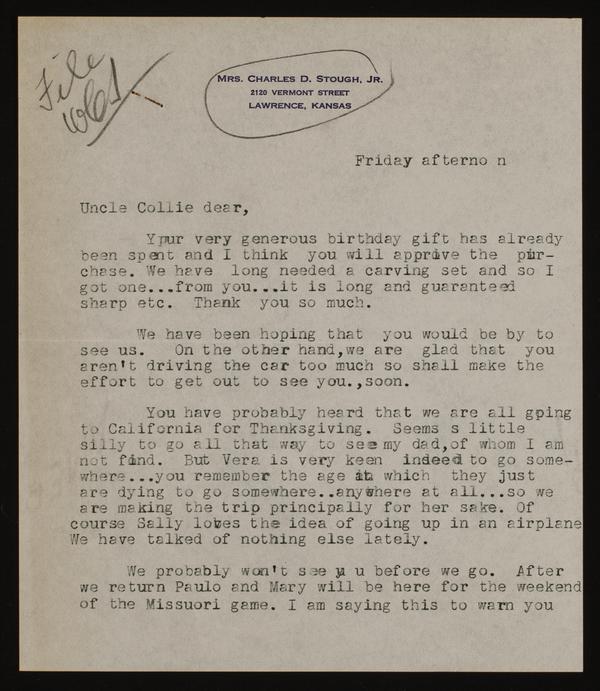 File
MRS. CHARLES D. STOUGH, JR.
2120 VERMONT STREET
LAWRENCE, KANSAS
Friday afterno n
Uncle Collie dear,
Your very generous birthday gift has already
been spent and I think you will approve the pur-
chase. We have long needed a carving set and so I
got one...from you...it is long and guaranteed
sharp etc. Thank you so much.
We have been hoping that you would be by to
see us. On the other hand,we are glad that you
aren't driving the car too much so shall make the
effort to get out to see you.,soon.
You have probably heard that we are all going
to California for Thanksgiving. Seems s little
silly to go all that way to see my dad,of whom I am
not fond. But Vera is very keen indeed to go some-
where...you remember the age at which they just
are dying to go somewhere..anywhere at all...so we
are making the trip principally for her sake. Of
course Sally loves the idea of going up in an airplane
We have talked of nothing else lately.
We probably won't see y u before we go. After
we return Paulo and Mary will be here for the weekend
of the Missuori game. I am saying this to warn you